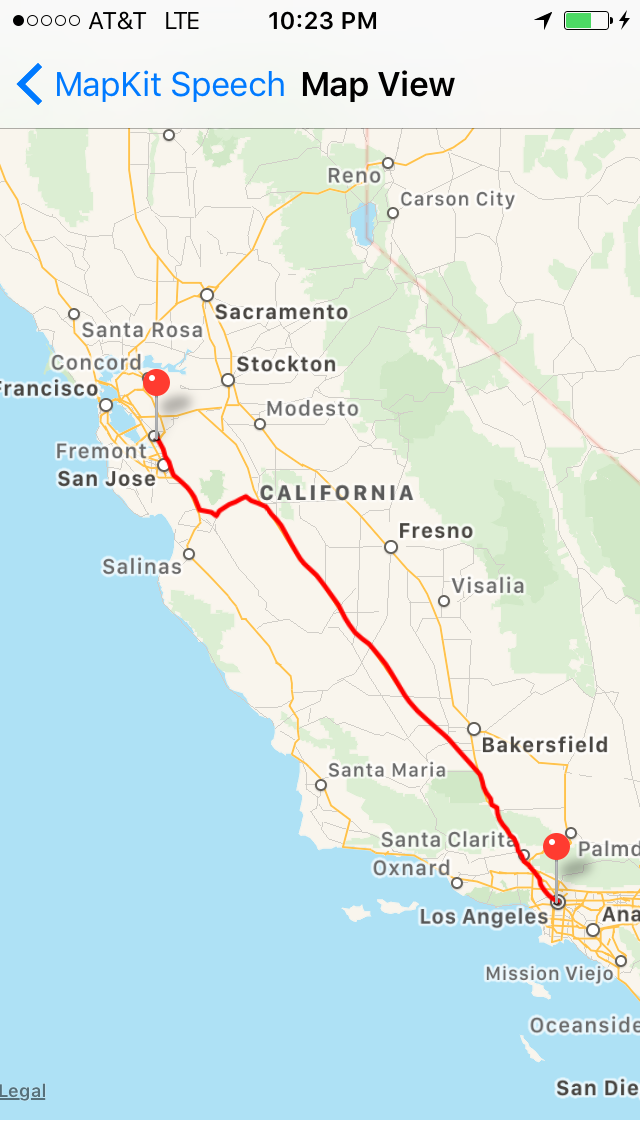 AT&T LTE 10:23 PM
MapKit Speech Map View
Reno
Carson City
Sacramento
Santa Rosa
Concord
Stockton
Francisco
Modesto
Fremont
San Jose
CALIFORNIA
Fresno
Salinas
Visalia
Bakersfield
Santa Maria
Santa Clarita
Palmd
Oxnard
Los Angeles
Ana
Mission Viejo
Oceanside
San Die
Legal